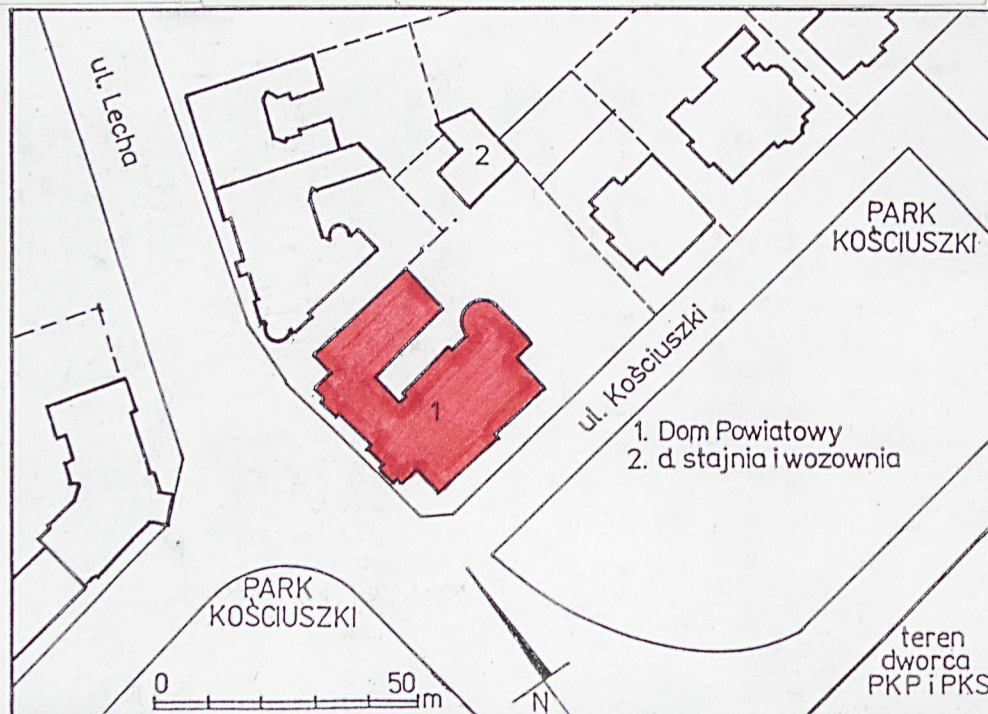 ul. Lecha
2
PARK
KOŚCIUSZKI
ul. Kościuszki
1
1. Dom Powiatowy
2. d stajnia i wozownia
PARK
KOŚCIUSZKI
teren
dworca
PKP i PKS
0 50
m
N